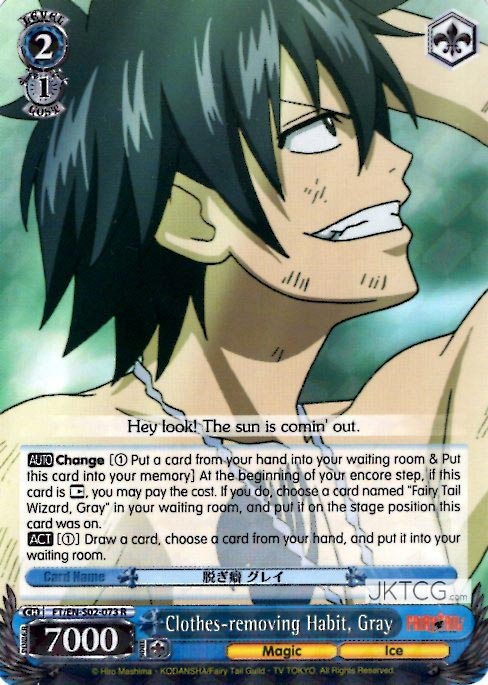 LEVEL
2
1
COST
Hey look! The sun is comin' out.
AUTO Change [① Put a card from your hand into your waiting room & Put
this card into your memory] At the beginning of your encore step, if this
card is , you may pay the cost. If you do, choose a card named "Fairy Tail
Wizard, Gray" in your waiting room, and put it on the stage position this
card was on.
ACT [①] Draw a card, choose a card from your hand, and put it into your
waiting room.
Card Name 脱ぎ癖 グレイ
JKTCG.com
FT/EN-S02-073 R
POWER 7000
Clothes-removing Habit, Gray
FAIRY TAIL
Magic Ice
© Hiro Mashima - KODANSHA/Fairy Tail Guild - TV TOKYO. All Rights Reserved.